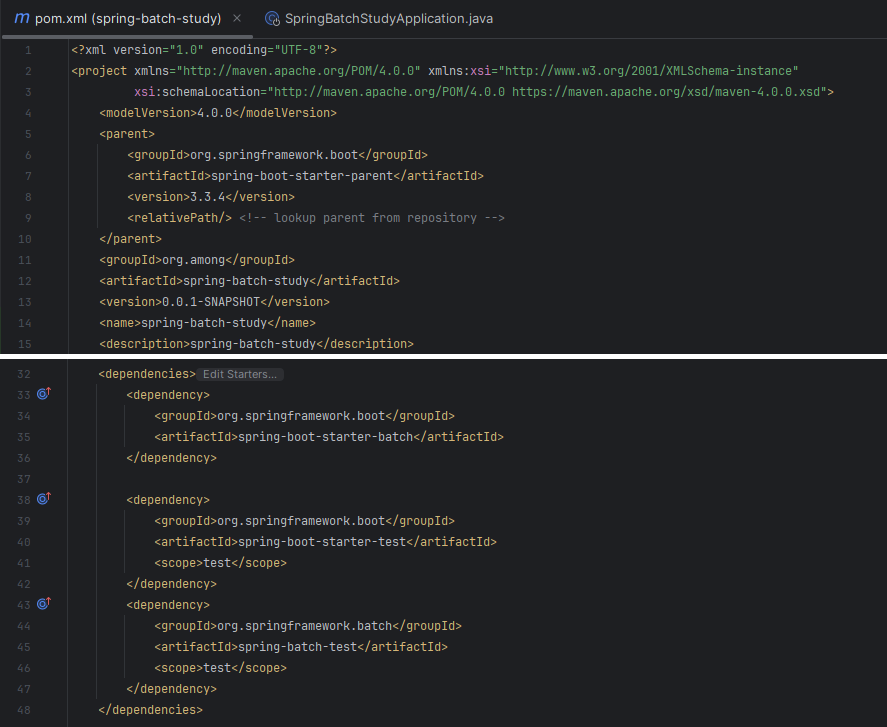 pom.xml (spring-batch-study) SpringBatchStudyApplication.java
1 <?xml version="1.0" encoding="UTF-8"?>
2 <project xmlns="http://maven.apache.org/POM/4.0.0" xmlns:xsi="http://www.w3.org/2001/XMLSchema-instance"
3 xsi:schemaLocation="http://maven.apache.org/POM/4.0.0 https://maven.apache.org/xsd/maven-4.0.0.xsd">
4 <modelVersion>4.0.0</modelVersion>
5 <parent>
6 <groupId>org.springframework.boot</groupId>
7 <artifactId>spring-boot-starter-parent</artifactId>
8 <version>3.3.4</version>
9 <relativePath/> <!-- lookup parent from repository -->
10 </parent>
11 <groupId>org.among</groupId>
12 <artifactId>spring-batch-study</artifactId>
13 <version>0.0.1-SNAPSHOT</version>
14 <name>spring-batch-study</name>
15 <description>spring-batch-study</description>
32 <dependencies> Edit Starters...
33 <dependency>
34 <groupId>org.springframework.boot</groupId>
35 <artifactId>spring-boot-starter-batch</artifactId>
36 </dependency>
37
38 <dependency>
39 <groupId>org.springframework.boot</groupId>
40 <artifactId>spring-boot-starter-test</artifactId>
41 <scope>test</scope>
42 </dependency>
43 <dependency>
44 <groupId>org.springframework.batch</groupId>
45 <artifactId>spring-batch-test</artifactId>
46 <scope>test</scope>
47 </dependency>
48 </dependencies>